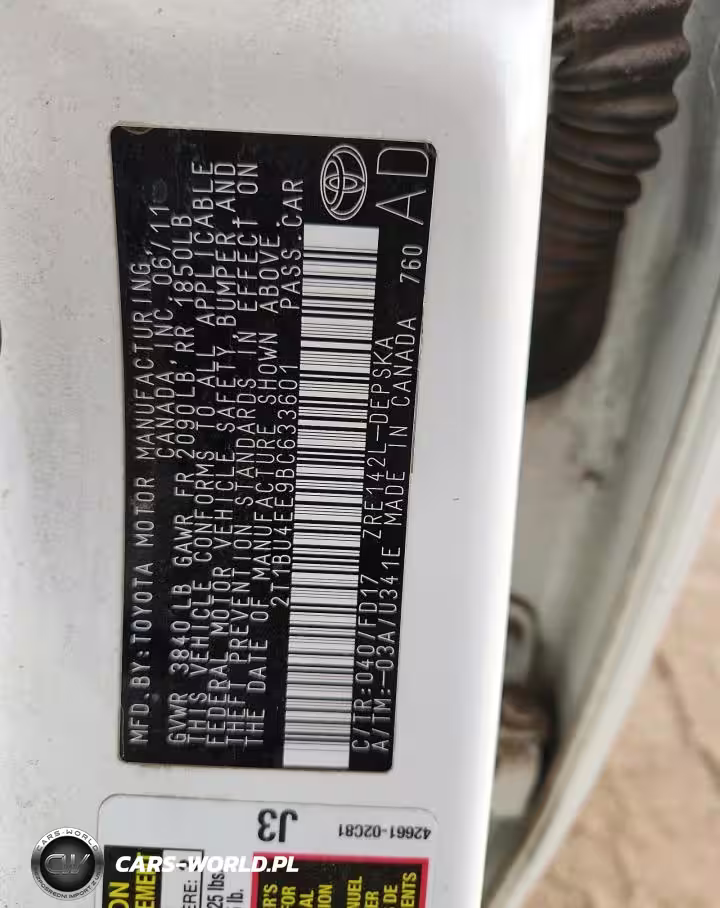 MFD.BY:TOYOTA MOTOR MANUFACTURING
CANADA, INC. 06/11
GVWR 3840LB GAWR FR 2090LB RR 1850LB
THIS VEHICLE CONFORMS TO ALL APPLICABLE
FEDERAL MOTOR VEHICLE SAFETY, BUMPER, AND
THEFT PREVENTION STANDARDS IN EFFECT ON
THE DATE OF MANUFACTURE SHOWN ABOVE.
2T1BU4EE9BC633601 PASS.CAR
C/TR:040/FD17 ZRE142L-DEPSKA 760
A/TM:-03A/U341E MADE IN CANADA AD
J3
42661-02C81
CARS-WORLD
CW
CARS-WORLD.PL